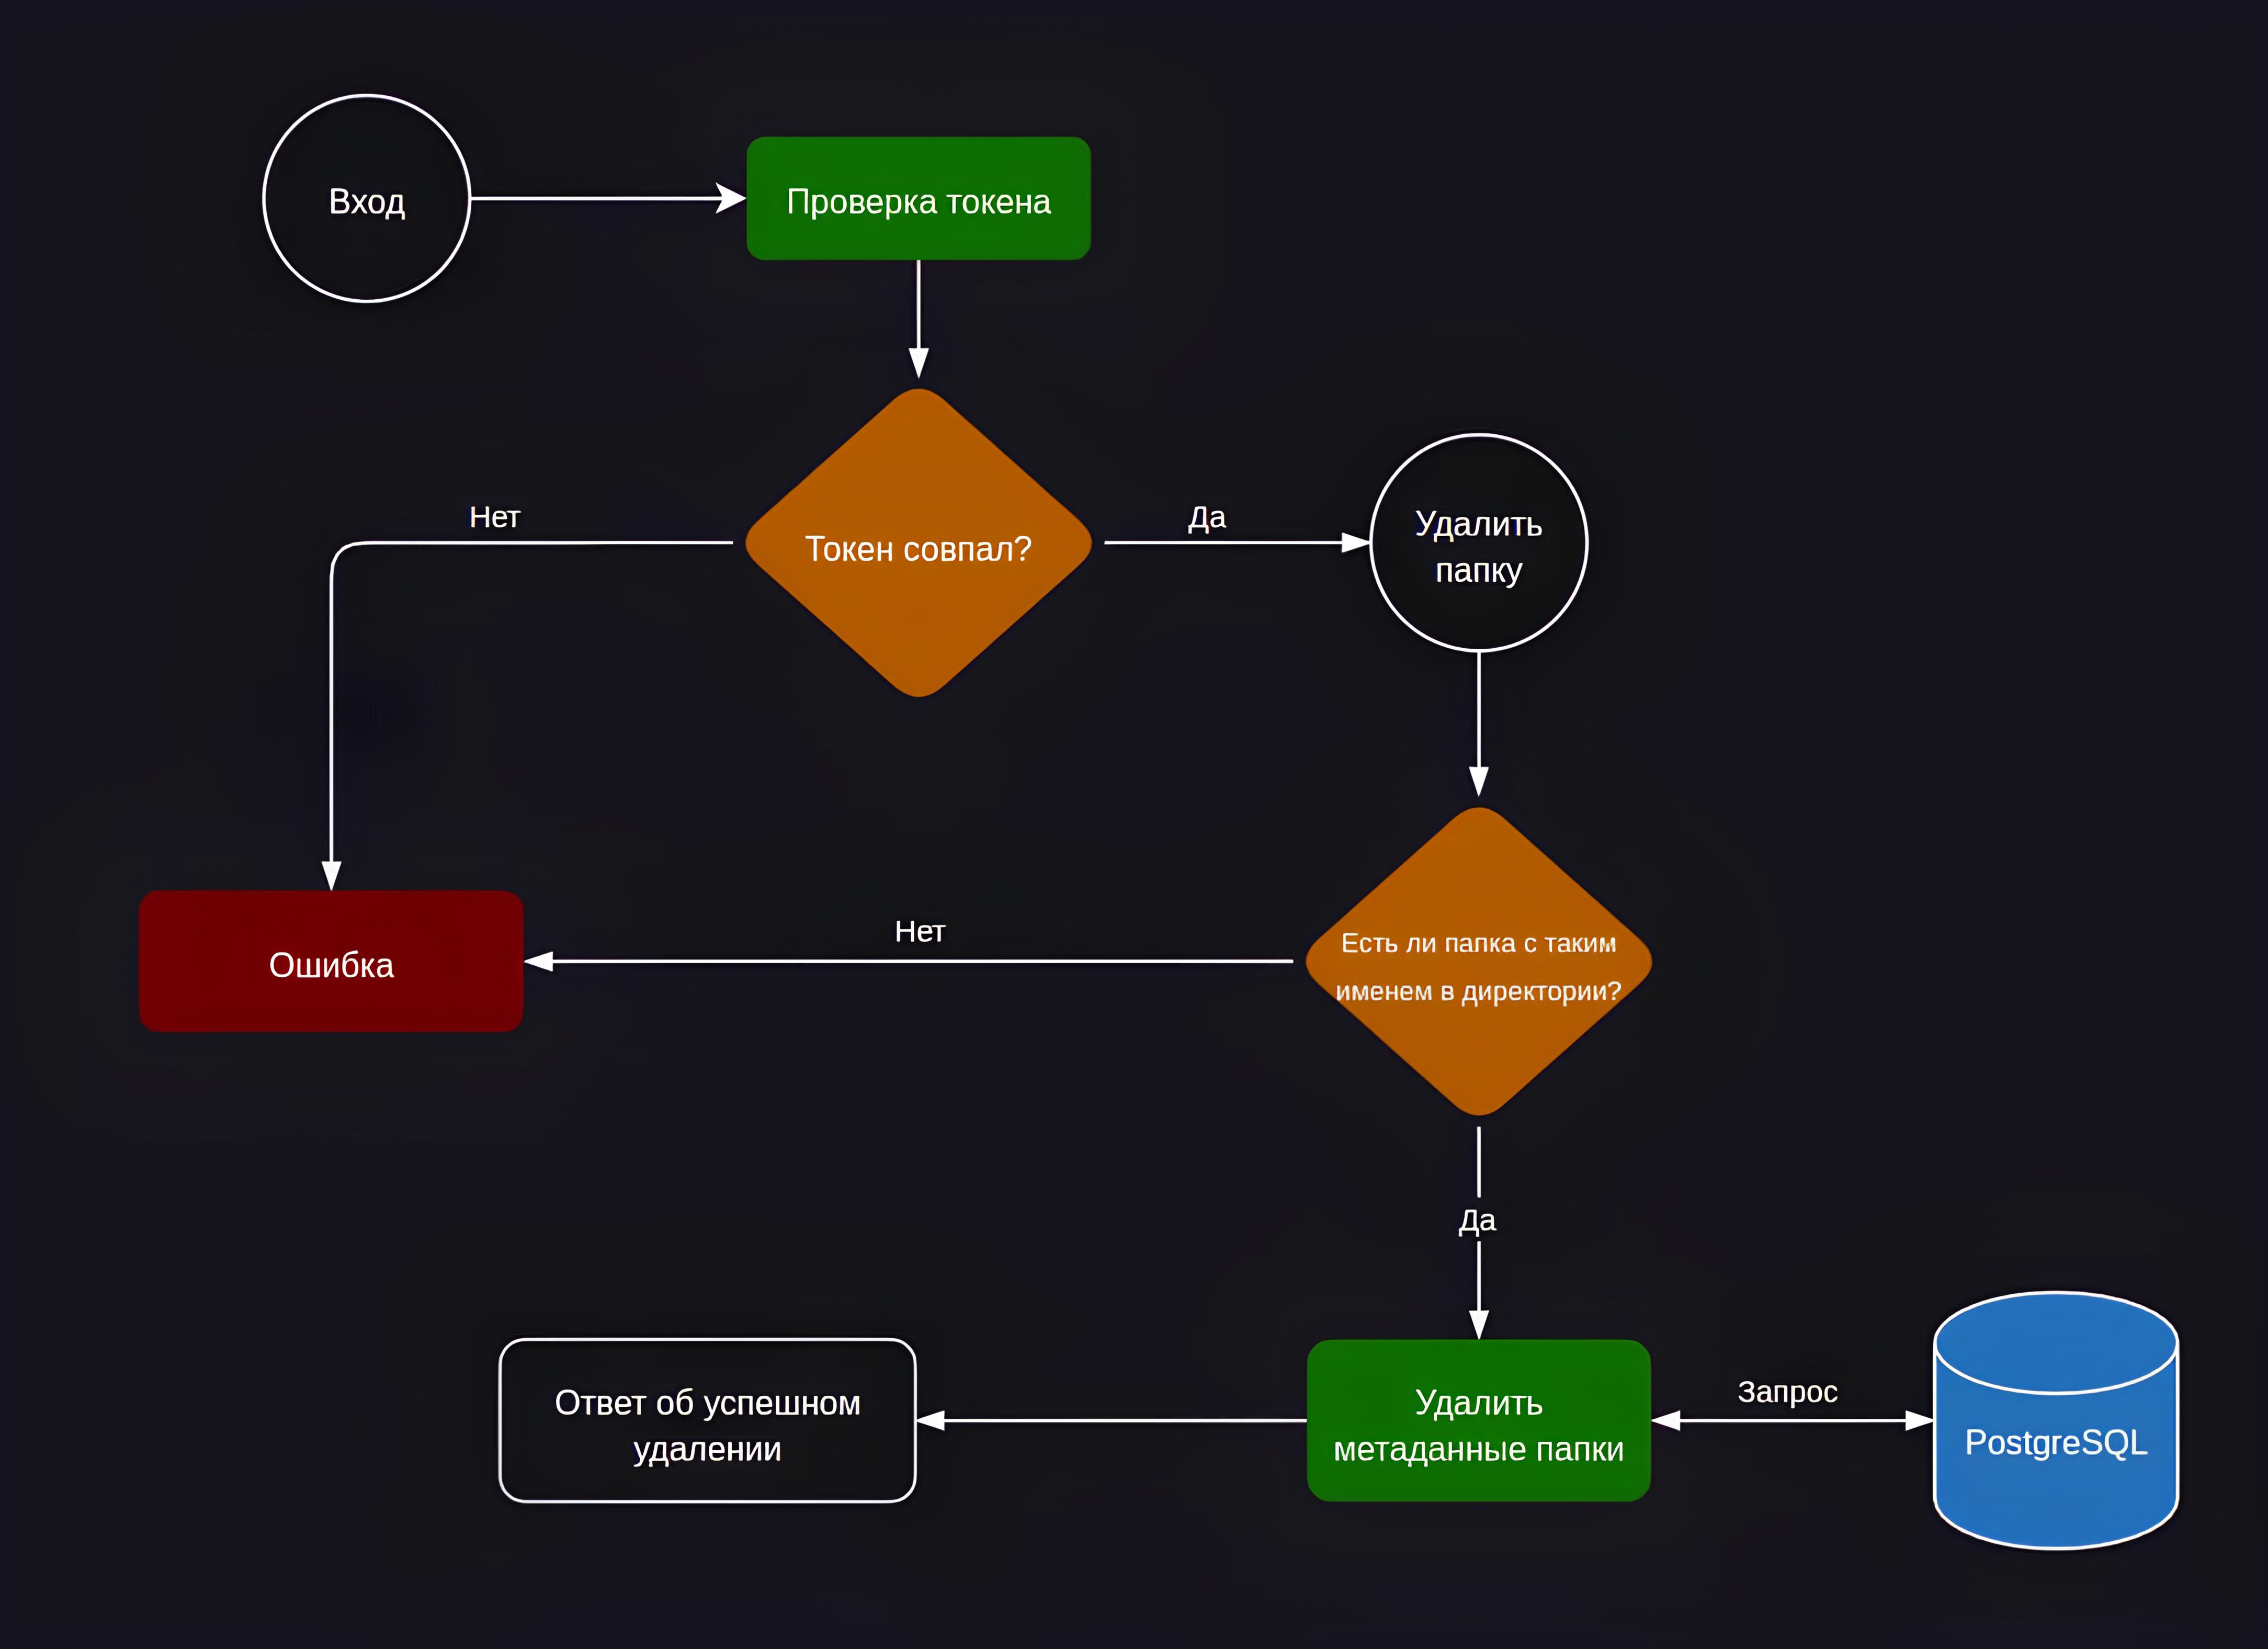 Вход
Проверка токена
Нет
Токен совпал?
Да
Удалить
папку
Ошибка
Нет
Есть ли папка с таким
именем в директории?
Да
Ответ об успешном
удалении
Удалить
метаданные папки
Запрос
PostgreSQL